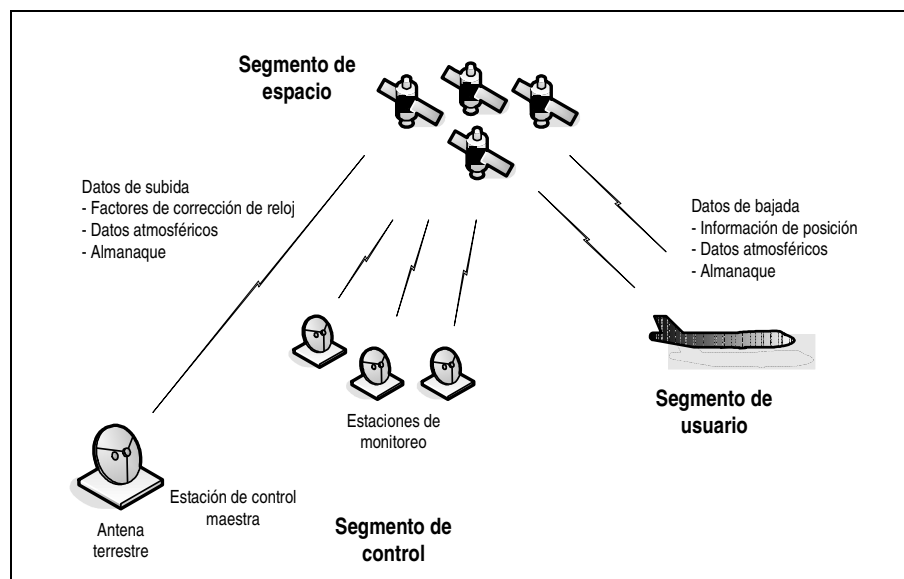 Segmento de
espacio
Datos de subida
- Factores de corrección de reloj
- Datos atmosféricos
- Almanaque
Datos de bajada
- Información de posición
- Datos atmosféricos
- Almanaque
Estaciones de
monitoreo
Segmento de
usuario
Estación de control
maestra
Antena
terrestre
Segmento de
control